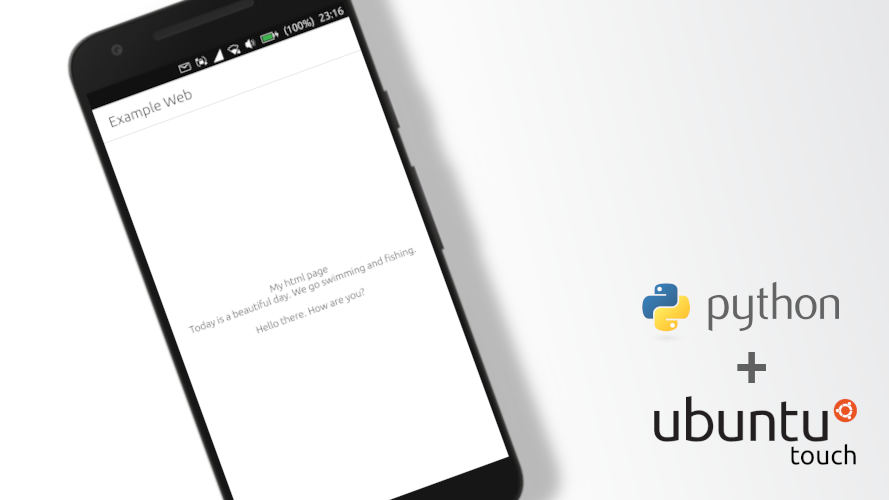 (100%) 23:16
Example Web
My html page
Today is a beautiful day. We go swimming and fishing.
Hello there. How are you?
python
+
ubuntu
touch